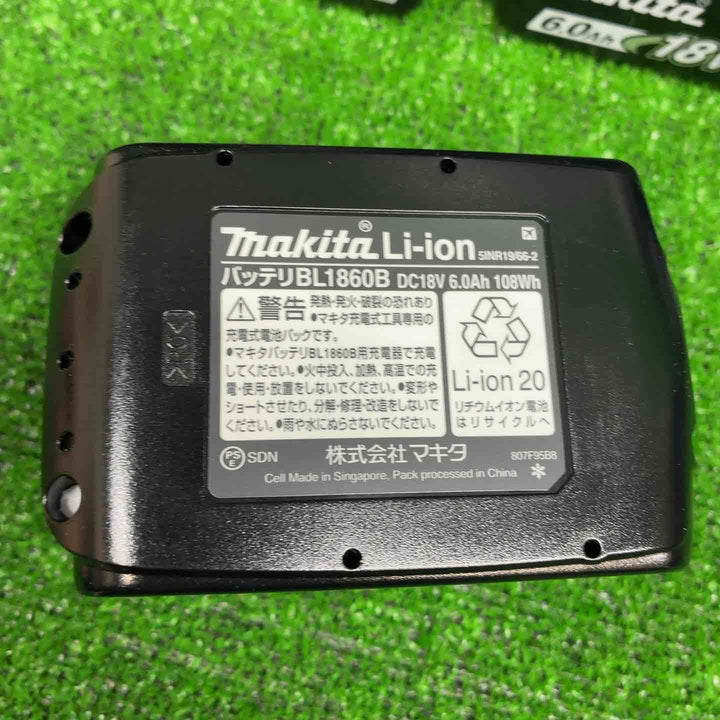 makita
6.0Ah 18V
makita® Li-ion 5INR19/66-2
バッテリBL1860B DC18V 6.0Ah 108Wh
警告 発熱・発火・破裂の恐れあり
●マキタ充電式工具専用の
充電式電池パックです。
●マキタバッテリBL1860B用充電器で充電
してください。●火中投入、加熱、高温での充
電・使用・放置をしないでください。●変形や
ショートさせたり、分解・修理・改造をしないで
ください。●雨や水にぬらさないでください。
Li-ion 20
リチウムイオン電池
はリサイクルへ
PSE SDN 株式会社 マキタ 807F95B8
Cell Made in Singapore, Pack processed in China